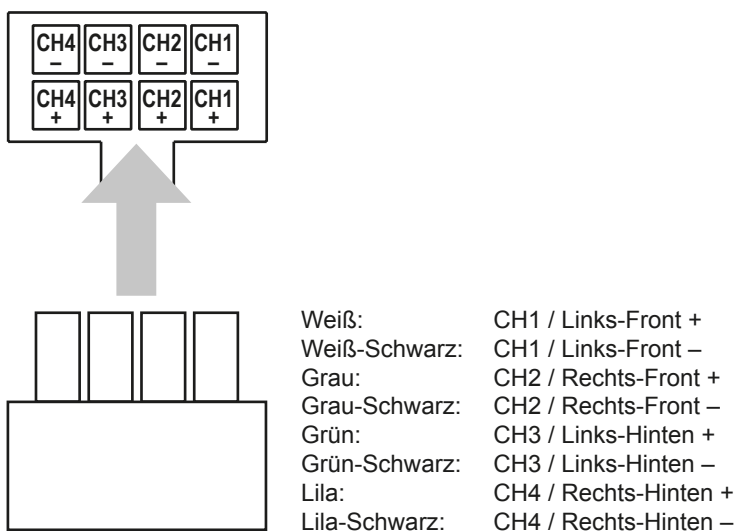 CH4 CH3 CH2 CH1
– – – –
CH4 CH3 CH2 CH1
+ + + +
Weiß: CH1 / Links-Front +
Weiß-Schwarz: CH1 / Links-Front –
Grau: CH2 / Rechts-Front +
Grau-Schwarz: CH2 / Rechts-Front –
Grün: CH3 / Links-Hinten +
Grün-Schwarz: CH3 / Links-Hinten –
Lila: CH4 / Rechts-Hinten +
Lila-Schwarz: CH4 / Rechts-Hinten –